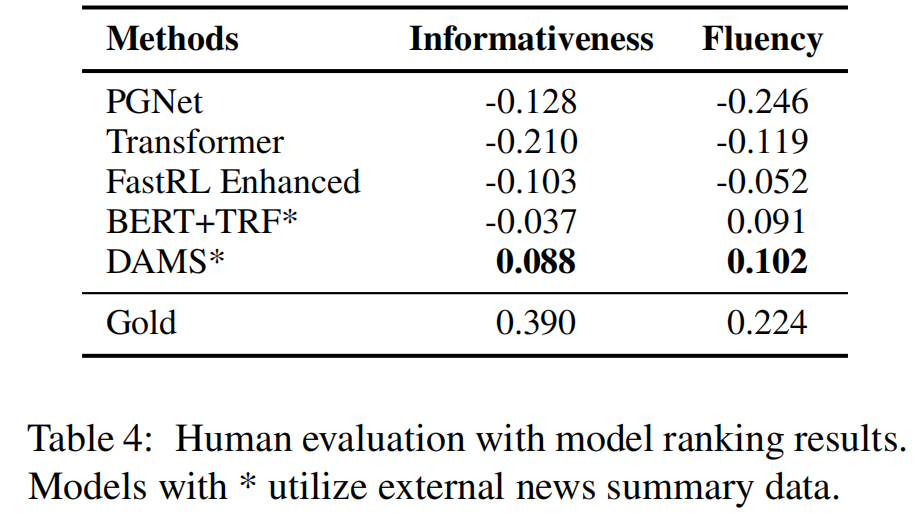 Methods Informativeness Fluency
PGNet -0.128 -0.246
Transformer -0.210 -0.119
FastRL Enhanced -0.103 -0.052
BERT+TRF* -0.037 0.091
DAMS* 0.088 0.102
Gold 0.390 0.224
Table 4: Human evaluation with model ranking results.
Models with * utilize external news summary data.